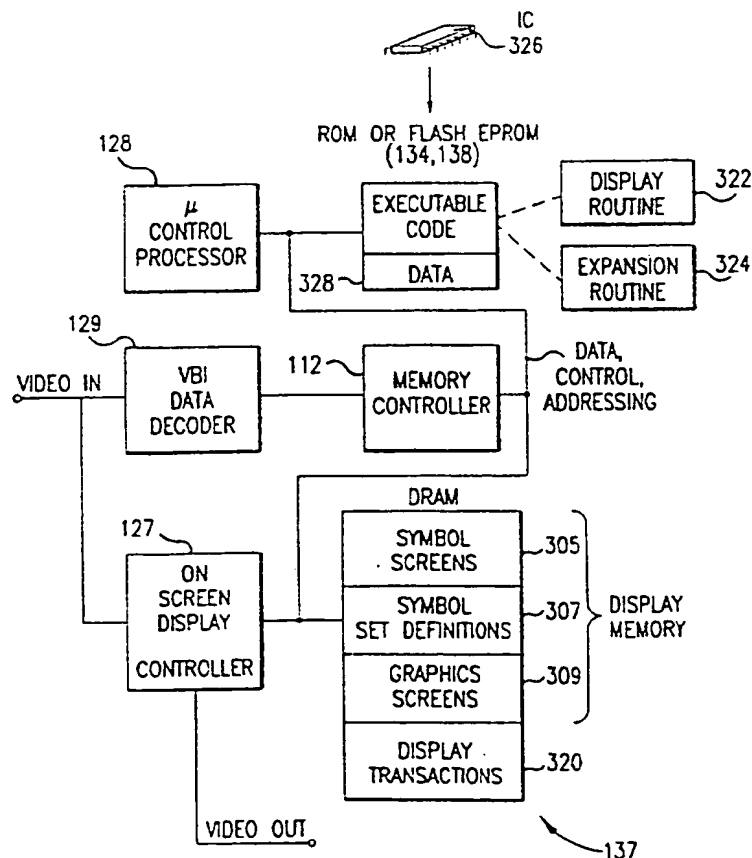 IC
326
ROM OR FLASH EPROM
(134,138)
128
μ
CONTROL
PROCESSOR
EXECUTABLE
CODE
328
DATA
DISPLAY
ROUTINE
322
EXPANSION
ROUTINE
324
129
VIDEO IN
VBI
DATA
DECODER
112
MEMORY
CONTROLLER
DATA,
CONTROL,
ADDRESSING
127
ON
SCREEN
DISPLAY
CONTROLLER
DRAM
SYMBOL
SCREENS
305
SYMBOL
SET DEFINITIONS
307
GRAPHICS
SCREENS
309
DISPLAY
MEMORY
DISPLAY
TRANSACTIONS
320
VIDEO OUT
137